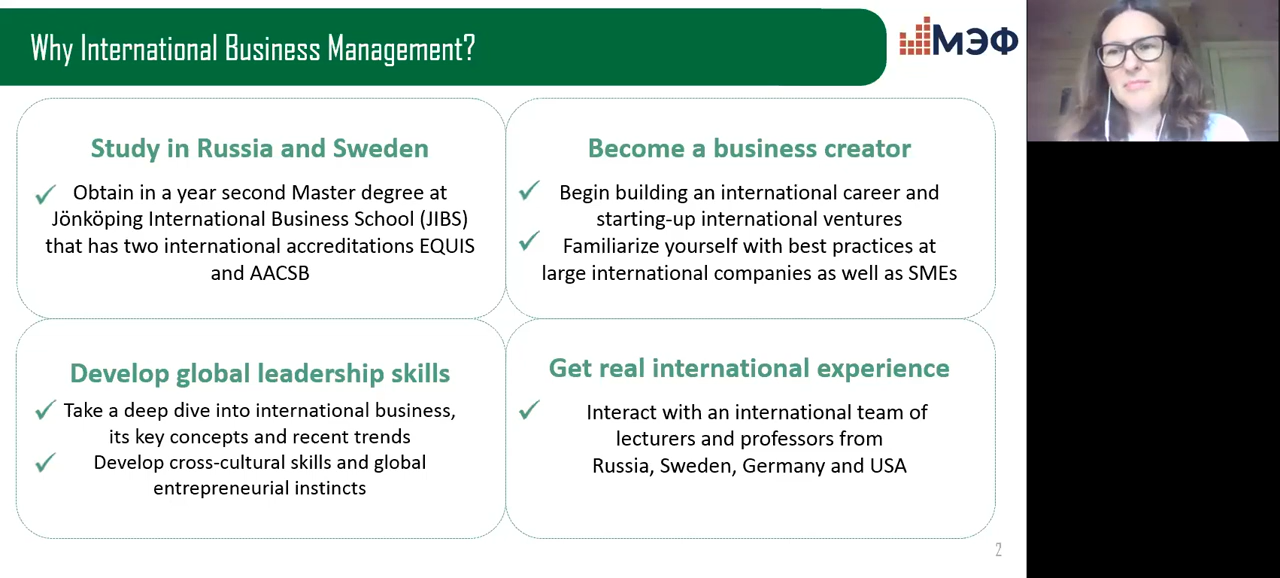 Why International Business Management?
МЭФ
Study in Russia and Sweden
Obtain in a year second Master degree at
Jönköping International Business School (JIBS)
that has two international accreditations EQUIS
and AACSB
Become a business creator
Begin building an international career and
starting-up international ventures
Familiarize yourself with best practices at
large international companies as well as SMEs
Develop global leadership skills
Take a deep dive into international business,
its key concepts and recent trends
Develop cross-cultural skills and global
entrepreneurial instincts
Get real international experience
Interact with an international team of
lecturers and professors from
Russia, Sweden, Germany and USA
2